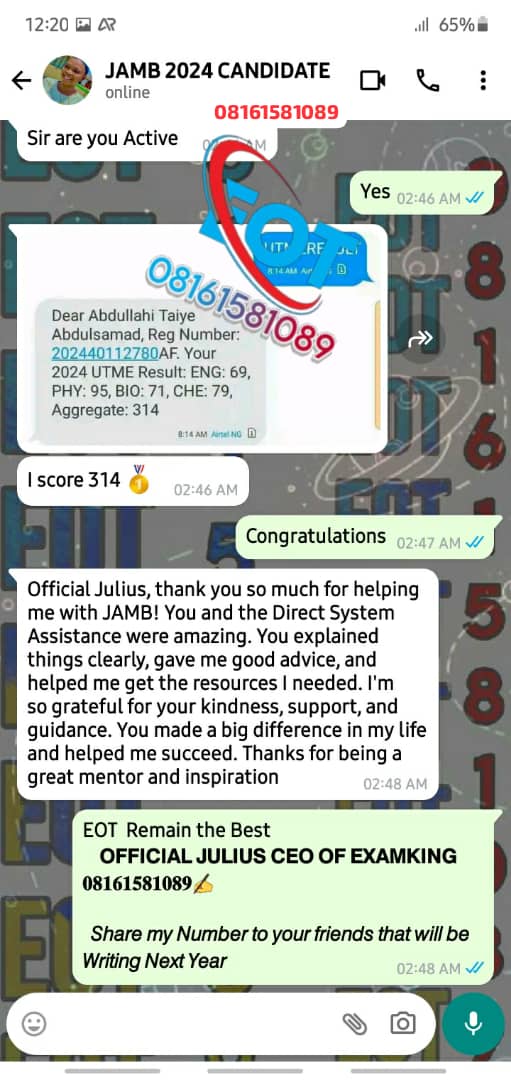 12:20 65%
JAMB 2024 CANDIDATE
online
08161581089
Sir are you Active
AM
Yes 02:46 AM
EOT
08161581089
8:14 AM
Dear Abdullahi Taiye
Abdulsamad, Reg Number:
202440112780AF. Your
2024 UTME Result: ENG: 69,
PHY: 95, BIO: 71, CHE: 79,
Aggregate: 314
8:14 AM Airtel NG
I score 314 🥇 02:46 AM
Congratulations 02:47 AM
Official Julius, thank you so much for helping
me with JAMB! You and the Direct System
Assistance were amazing. You explained
things clearly, gave me good advice, and
helped me get the resources I needed. I'm
so grateful for your kindness, support, and
guidance. You made a big difference in my life
and helped me succeed. Thanks for being a
great mentor and inspiration 02:48 AM
EOT Remain the Best
OFFICIAL JULIUS CEO OF EXAMKING
08161581089✍️
Share my Number to your friends that will be
Writing Next Year 02:48 AM